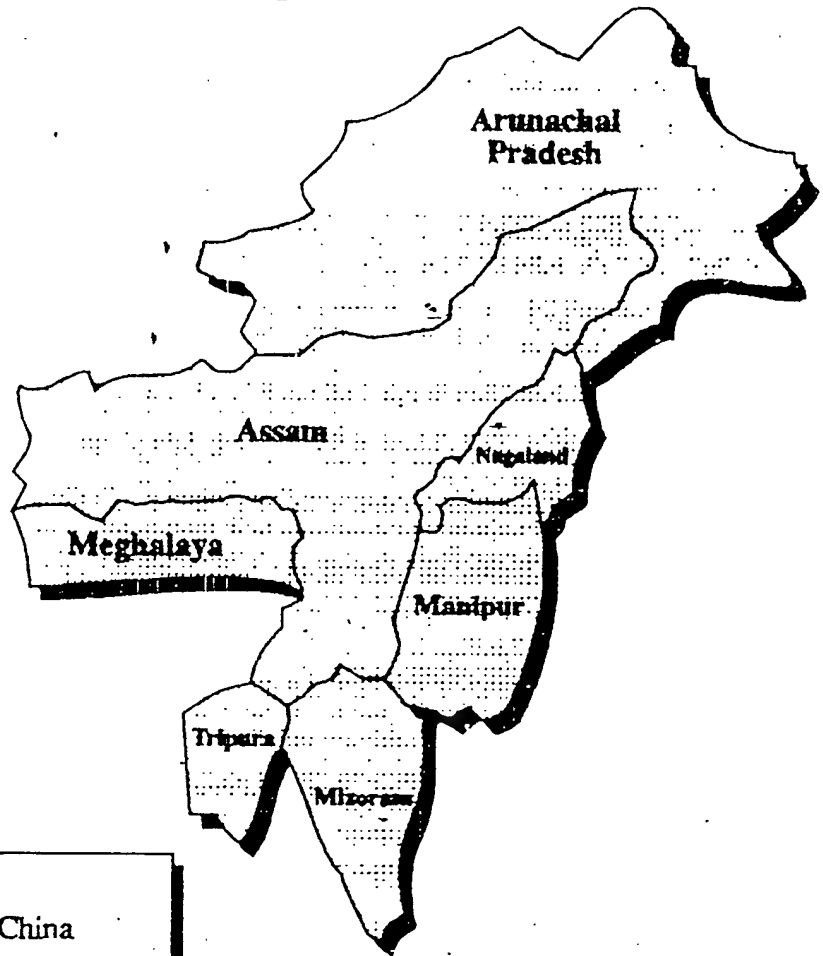 Arunachal
Pradesh
Assam
Nagaland
Meghalaya
Manipur
Tripura
Mizoram
China